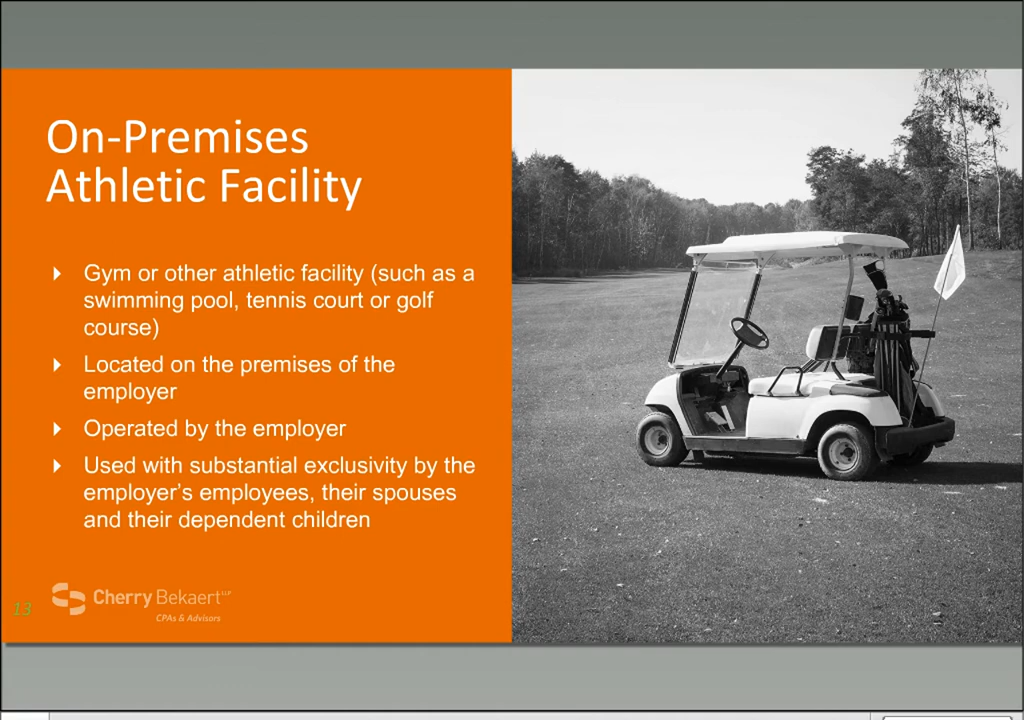 On-Premises
Athletic Facility
Gym or other athletic facility (such as a
swimming pool, tennis court or golf
course)
Located on the premises of the
employer
Operated by the employer
Used with substantial exclusivity by the
employer’s employees, their spouses
and their dependent children
13
Cherry Bekaert LLP
CPAs & Advisors